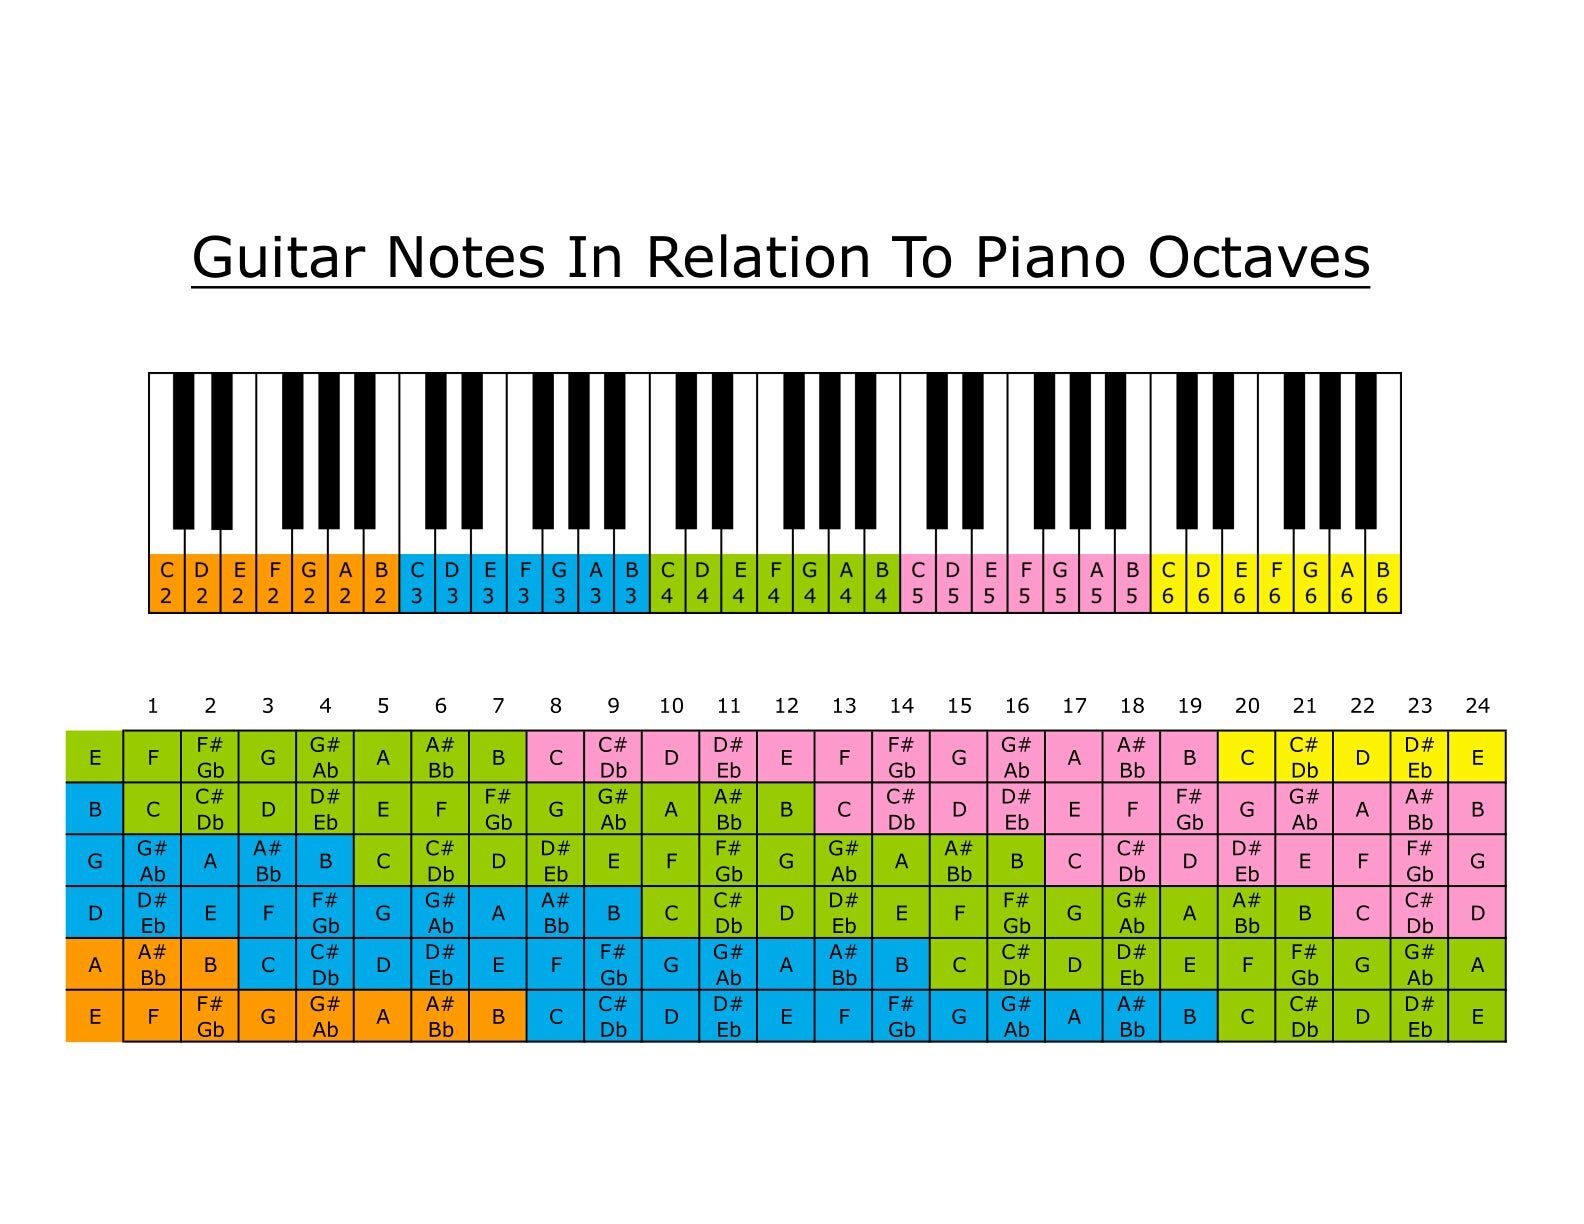 Guitar Notes In Relation To Piano Octaves
C D E F G A B C D E F G A B C D E F G A B C D E F G A B C D E F G A B
2 2 2 2 2 2 2 3 3 3 3 3 3 3 4 4 4 4 4 4 4 5 5 5 5 5 5 5 6 6 6 6 6 6 6
1 2 3 4 5 6 7 8 9 10 11 12 13 14 15 16 17 18 19 20 21 22 23 24
E F F# Gb G G# Ab A A# Bb B C C# Db D D# Eb E F F# Gb G G# Ab A A# Bb B C C# Db D D# Eb E
B C C# Db D D# Eb E F F# Gb G G# Ab A A# Bb B C C# Db D D# Eb E F F# Gb G G# Ab A A# Bb B
G G# Ab A A# Bb B C C# Db D D# Eb E F F# Gb G G# Ab A A# Bb B C C# Db D D# Eb E F F# Gb G
D D# Eb E F F# Gb G G# Ab A A# Bb B C C# Db D D# Eb E F F# Gb G G# Ab A A# Bb B C C# Db D
A A# Bb B C C# Db D D# Eb E F F# Gb G G# Ab A A# Bb B C C# Db D D# Eb E F F# Gb G G# Ab A
E F F# Gb G G# Ab A A# Bb B C C# Db D D# Eb E F F# Gb G G# Ab A A# Bb B C C# Db D D# Eb E